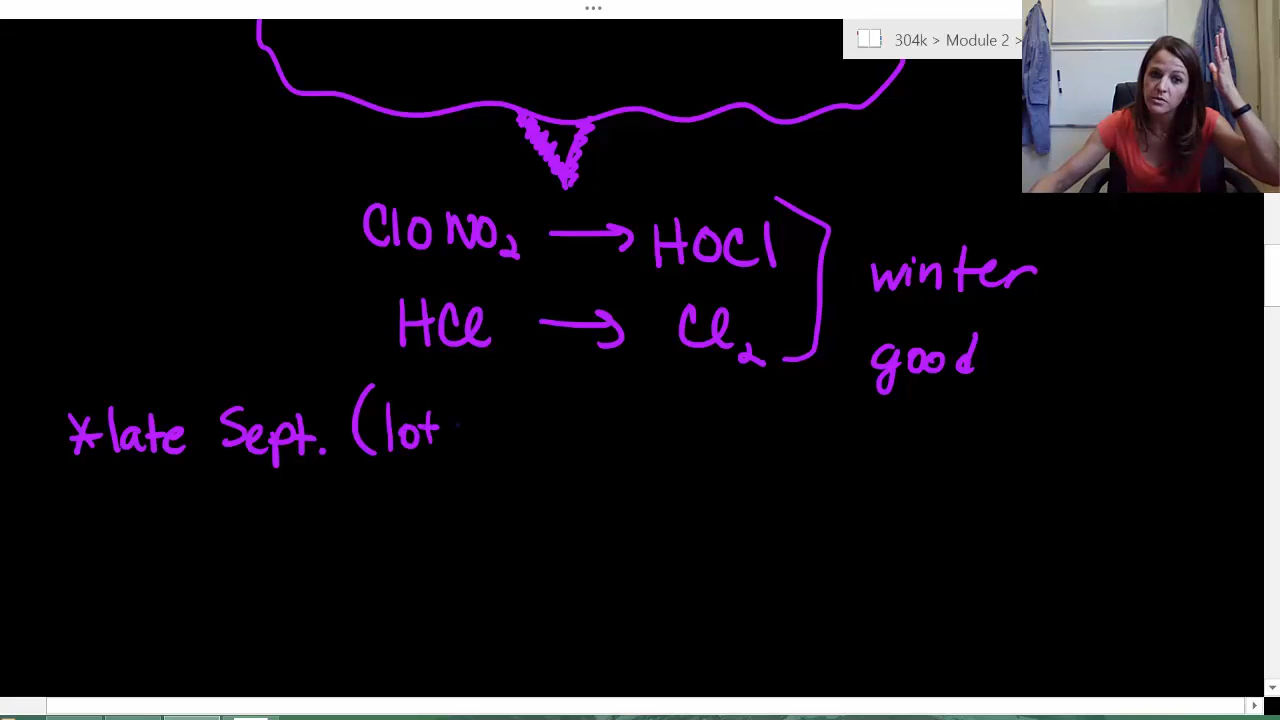 304k > Module 2 >
ClONO2 → HOCl
HCl → Cl2
winter
good
*late Sept. (lot